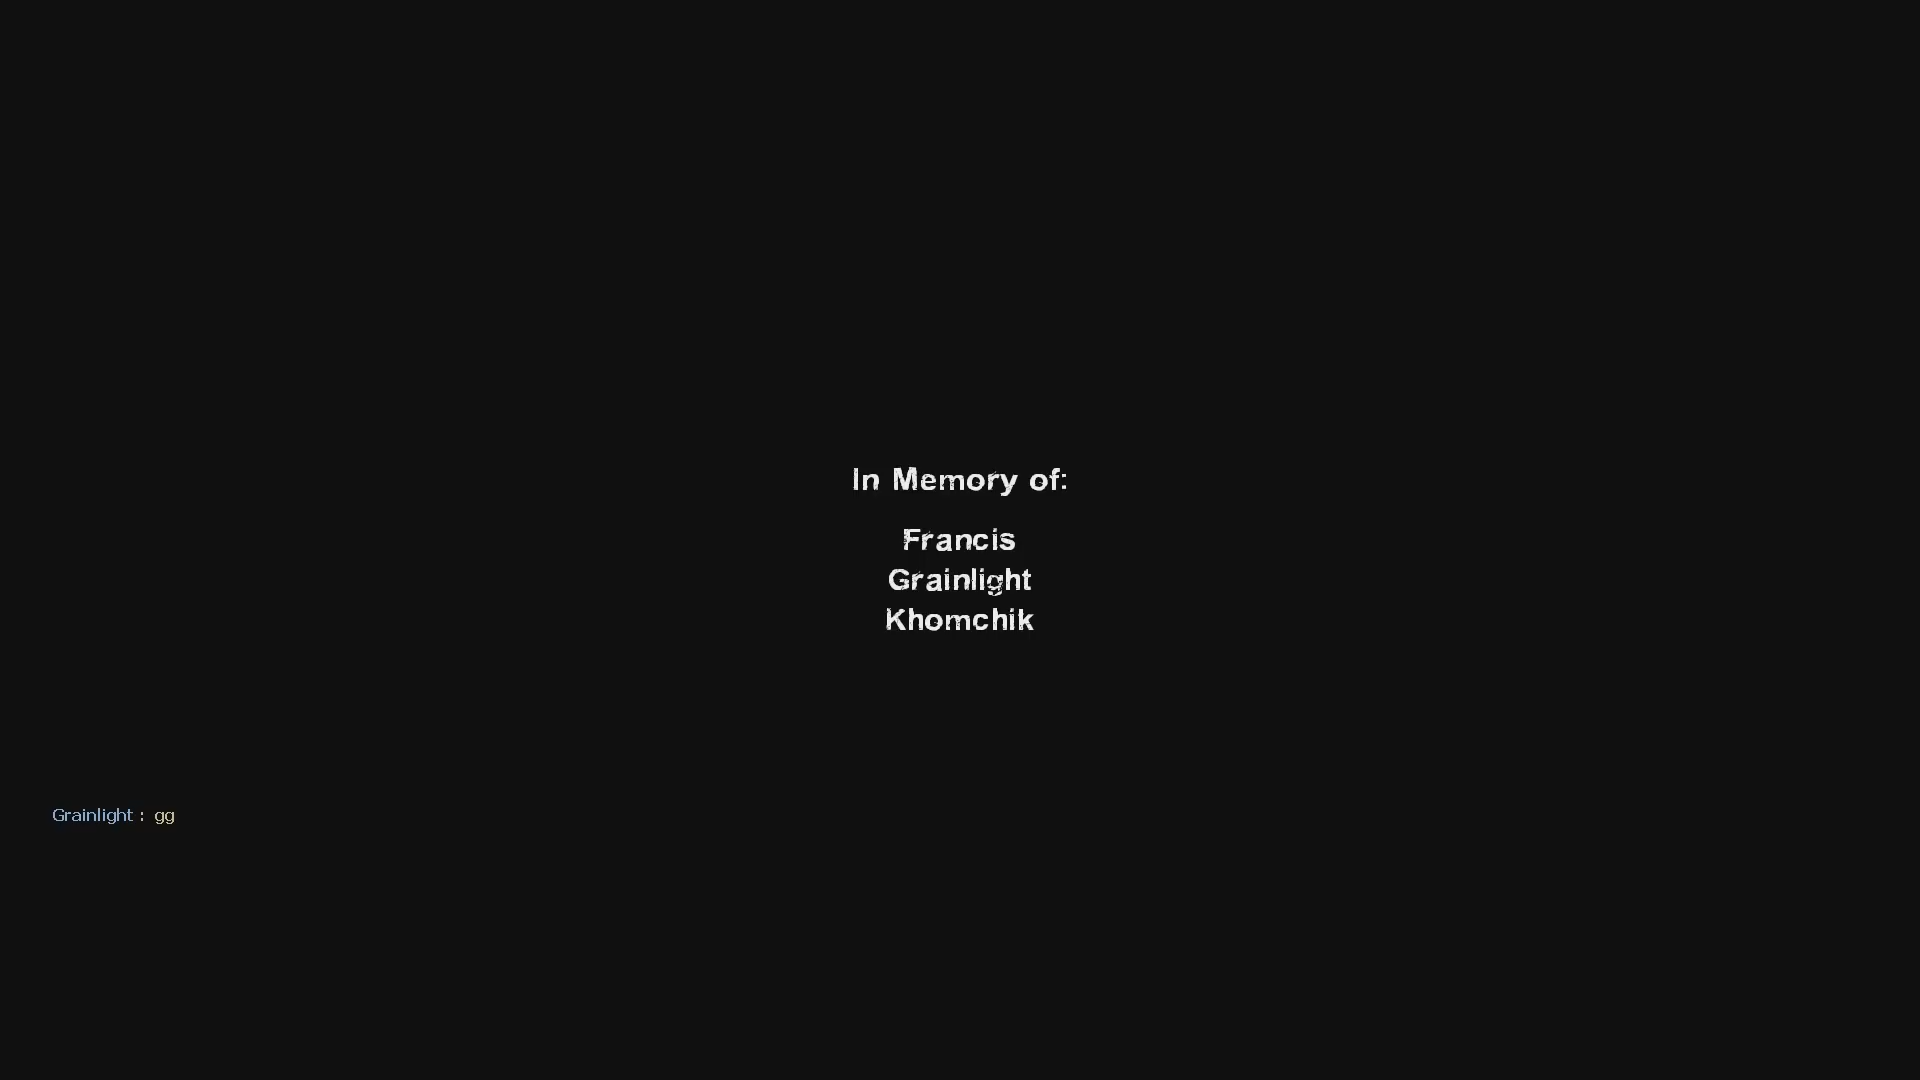 In Memory of:
Francis
Grainlight
Khomchik
Grainlight : gg